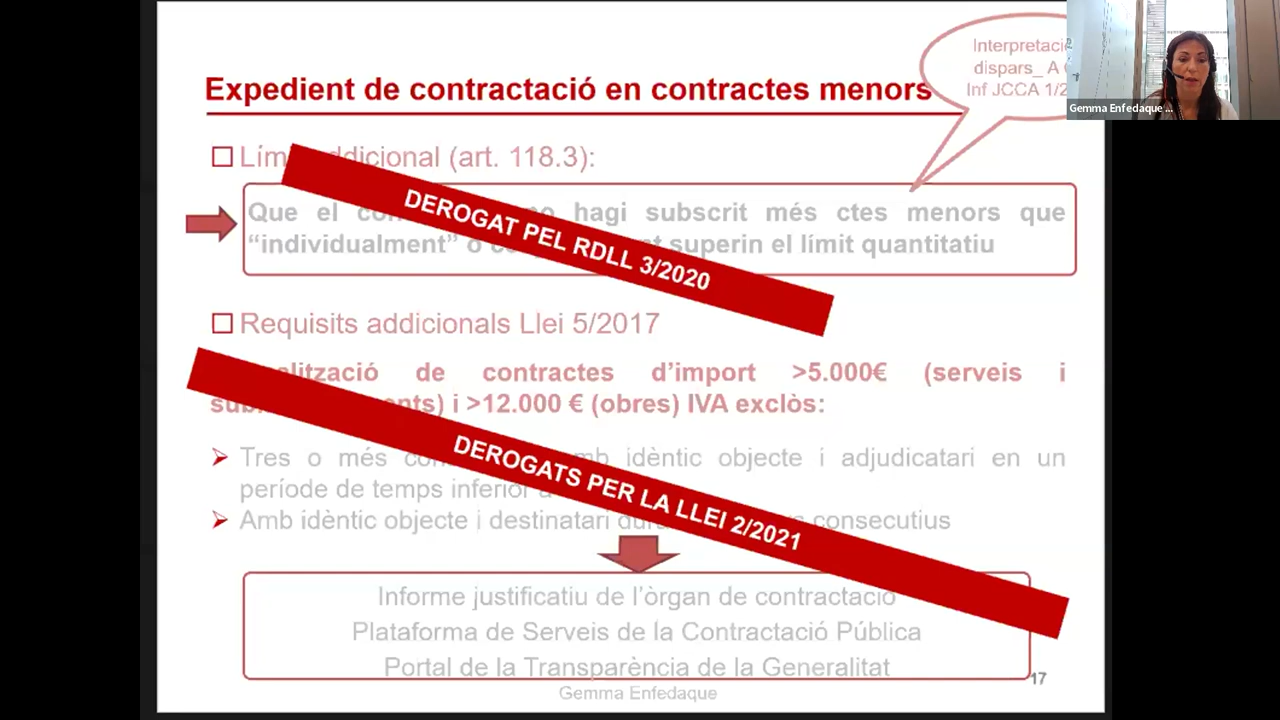 Interpretacio
dispars_ A
Inf JCCA 1/2
Gemma Enfedaque ...
Expedient de contractació en contractes menors
addicional (art. 118.3):
DEROGAT PEL RDLL 3/2020
Que el hagi subscrit més ctes menors que
“individualment” o superin el límit quantitatiu
Requisits addicionals Llei 5/2017
de contractes d’import >5.000€ (serveis i
i >12.000 € (obres) IVA exclòs:
DEROGATS PER LA LLEI 2/2021
Tres o més idèntic objecte i adjudicatari en un
període de temps inferior
Amb idèntic objecte i destinatari consecutius
Informe justificatiu de l’òrgan de contractació
Plataforma de Serveis de la Contractació Pública
Portal de la Transparència de la Generalitat
17
Gemma Enfedaque